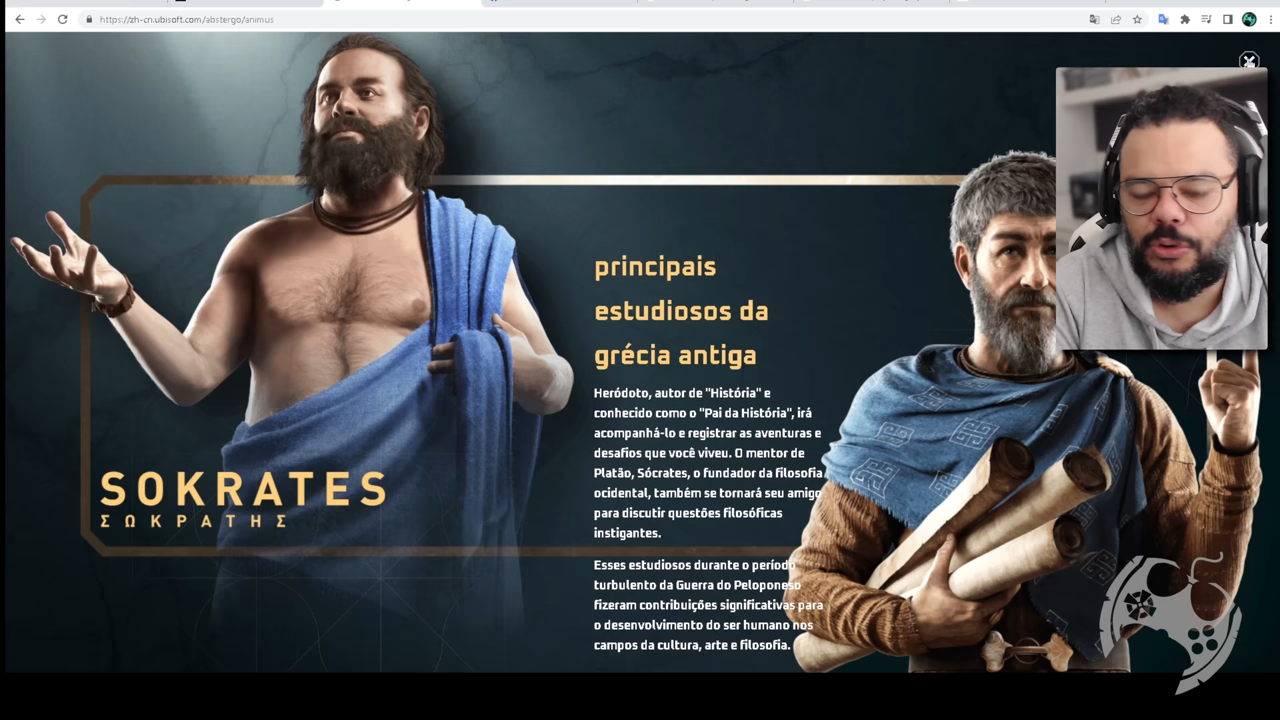 https://zh-cn.ubisoft.com/abstergo/animus
principais
estudiosos da
grécia antiga
Heródoto, autor de "História" e
conhecido como o "Pai da História", irá
acompanhá-lo e registrar as aventuras e
desafios que você viveu. O mentor de
Platão, Sócrates, o fundador da filosofia
ocidental, também se tornará seu amigo
para discutir questões filosóficas
instigantes.
Esses estudiosos durante o período
turbulento da Guerra do Peloponeso
fizeram contribuições significativas para
o desenvolvimento do ser humano nos
campos da cultura, arte e filosofia.
SOKRATES
ΣΩΚΡΑΤΗΣ